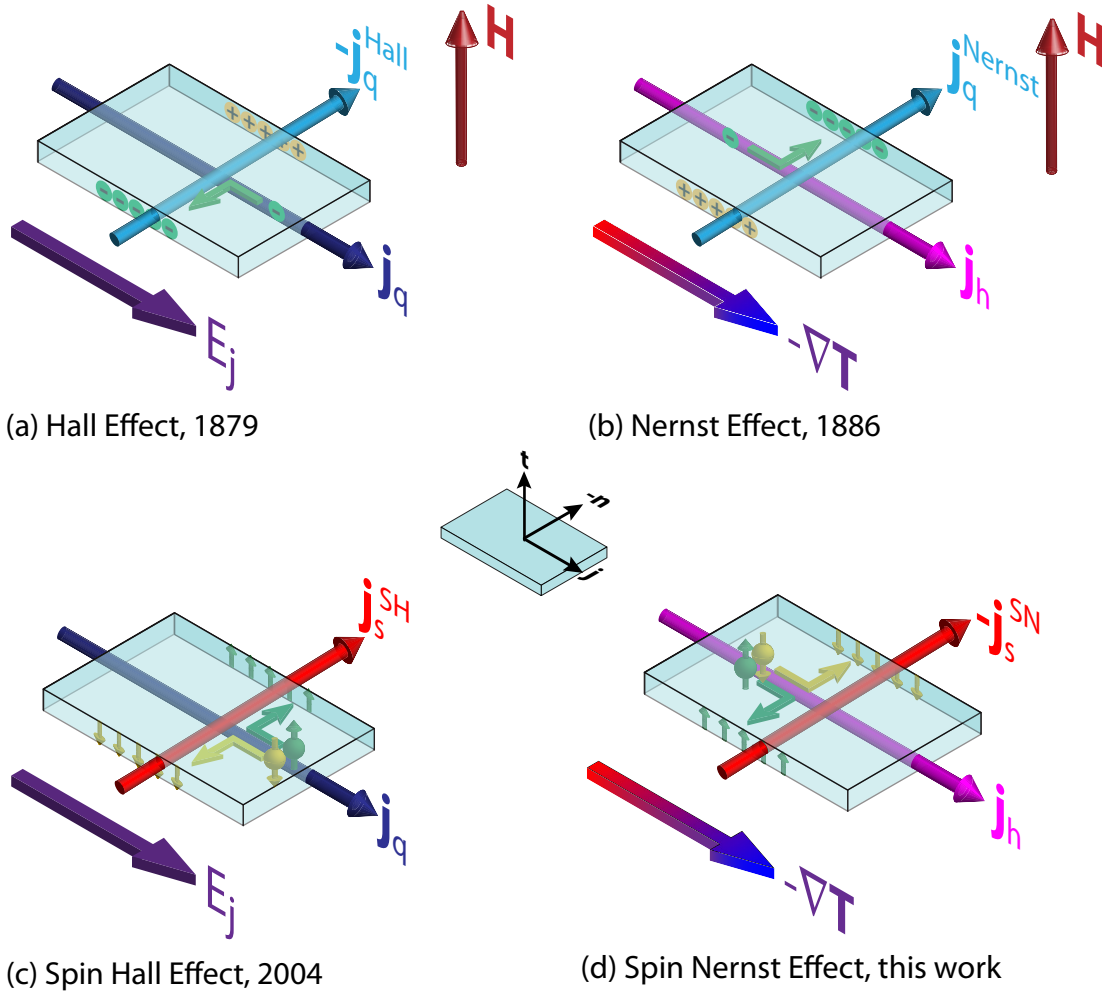 -j_q^Hall
H
j_q
E_j
(a) Hall Effect, 1879
j_q^Nernst
H
j_h
-∇T
(b) Nernst Effect, 1886
t
-n
j
j_s^SH
j_q
E_j
(c) Spin Hall Effect, 2004
-j_s^SN
j_h
-∇T
(d) Spin Nernst Effect, this work